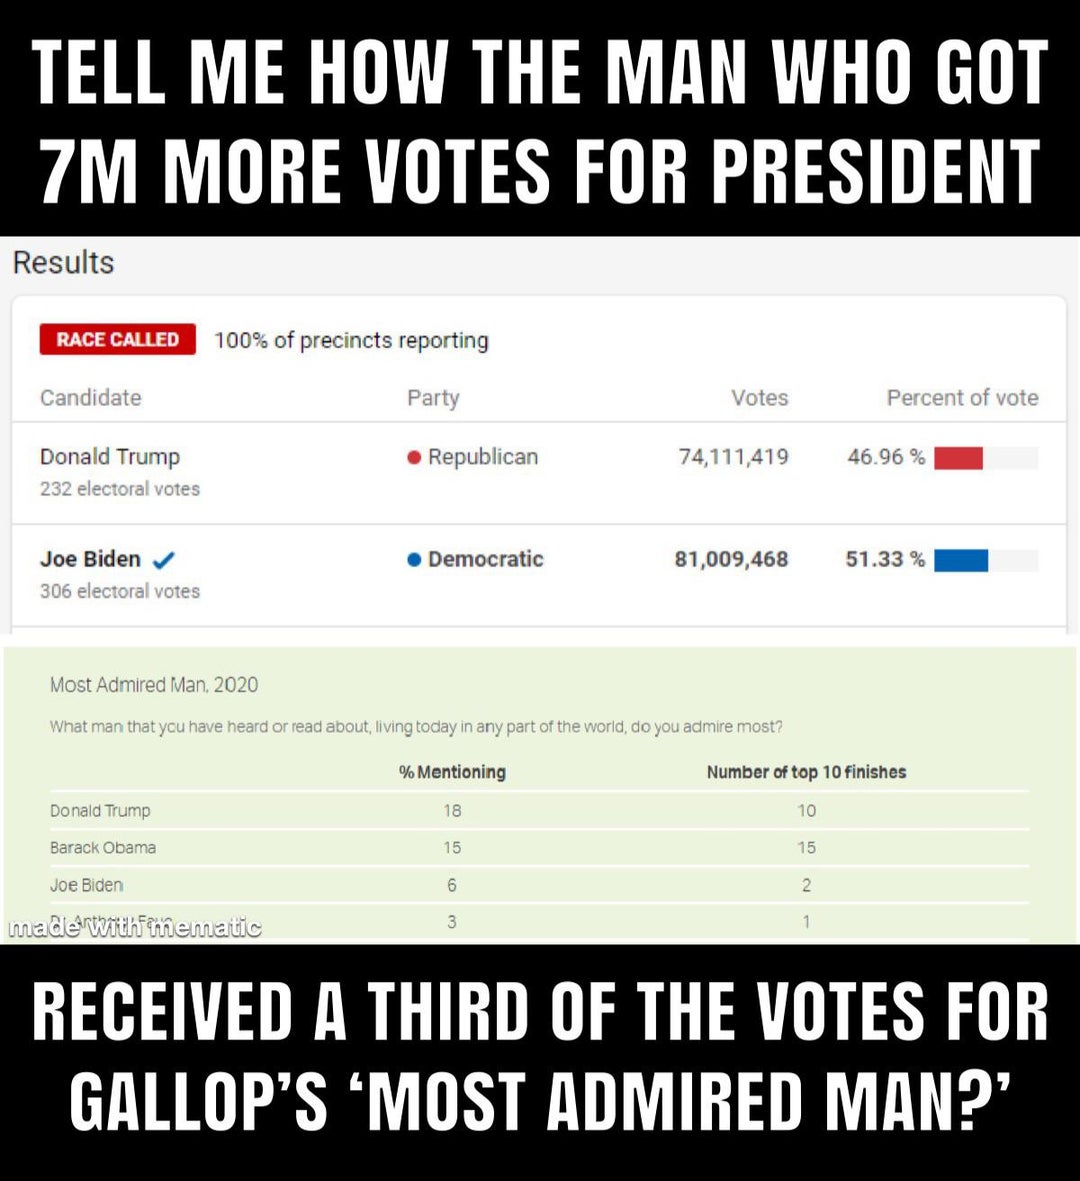 TELL ME HOW THE MAN WHO GOT
7M MORE VOTES FOR PRESIDENT
Results
RACE CALLED 100% of precincts reporting
Candidate Party Votes Percent of vote
Donald Trump Republican 74,111,419 46.96 %
232 electoral votes
Joe Biden Democratic 81,009,468 51.33 %
306 electoral votes
Most Admired Man, 2020
What man that you have heard or read about, living today in any part of the world, do you admire most?
% Mentioning Number of top 10 finishes
Donald Trump 18 10
Barack Obama 15 15
Joe Biden 6 2
3 1
made with mematic
RECEIVED A THIRD OF THE VOTES FOR
GALLOP'S ‘MOST ADMIRED MAN?’